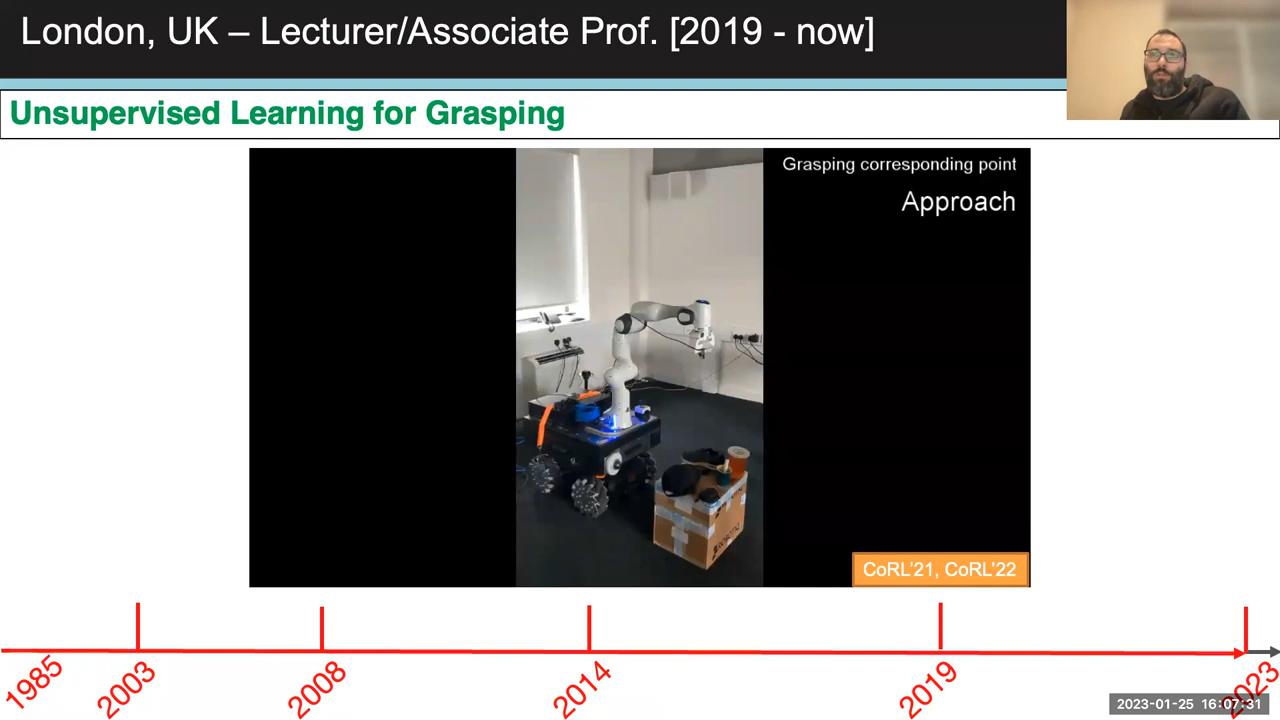 London, UK – Lecturer/Associate Prof. [2019 - now]
Unsupervised Learning for Grasping
Grasping corresponding point
Approach
CoRL'21, CoRL'22
1985
2003
2008
2014
2019
2023
2023-01-25 16:07:31